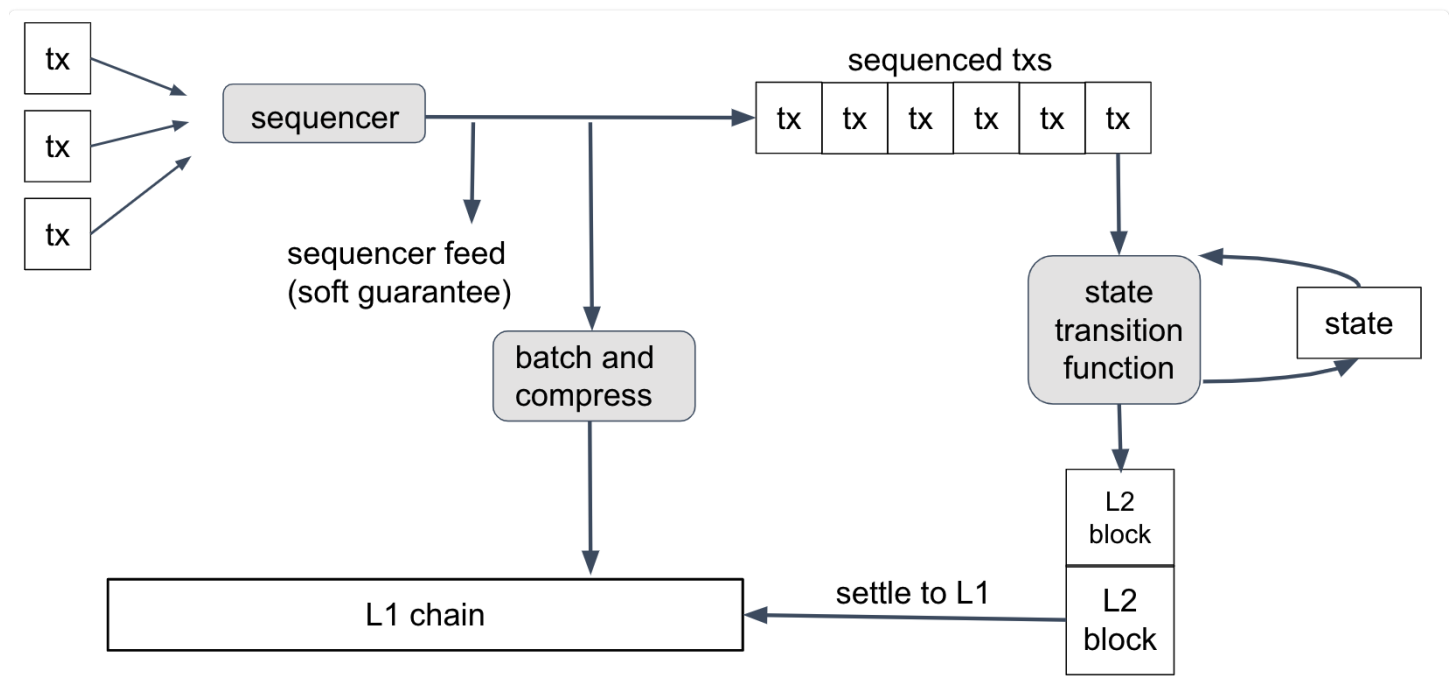 tx
tx
tx
sequencer
sequenced txs
tx tx tx tx tx tx
sequencer feed
(soft guarantee)
batch and
compress
state
transition
function
state
L2
block
L2
block
settle to L1
L1 chain